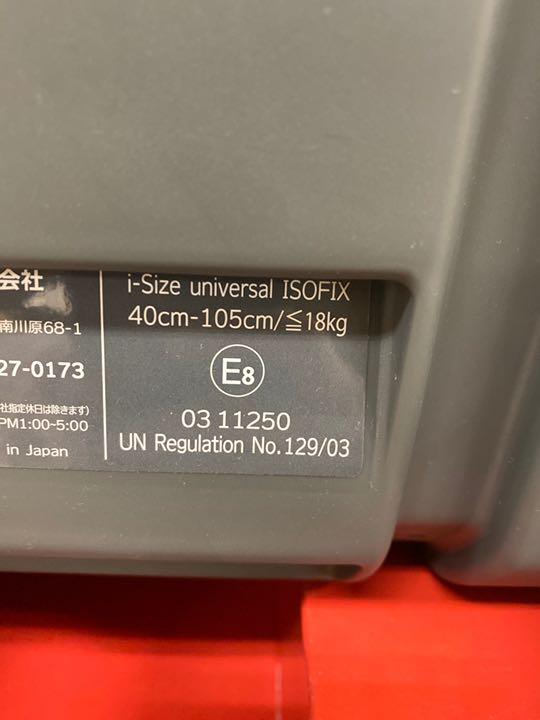 会社
南川原68-1
27-0173
社指定休日は除きます)
PM1:00~5:00
in Japan
i-Size universal ISOFIX
40cm-105cm/≦18kg
E8
03 11250
UN Regulation No.129/03